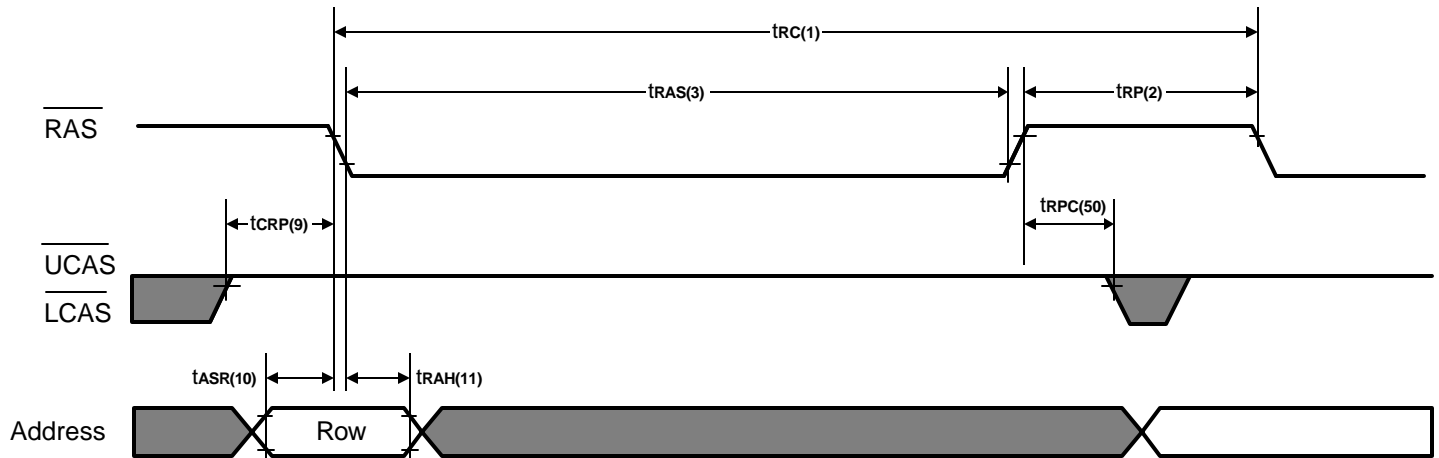 tRC(1)
tRAS(3)
tRP(2)
RAS
tCRP(9)
tRPC(50)
UCAS
LCAS
tASR(10)
tRAH(11)
Address
Row